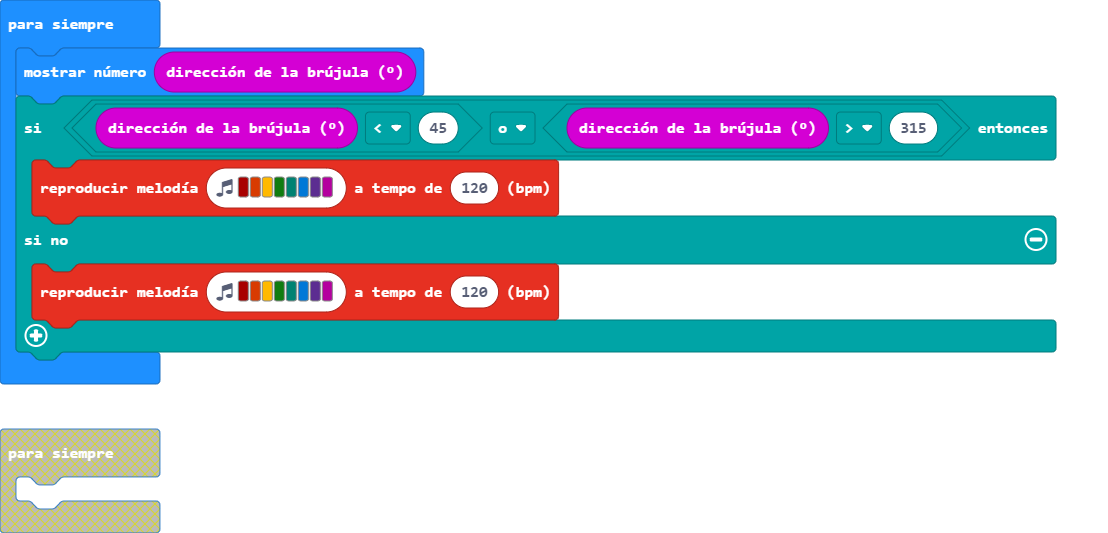 para siempre
mostrar número dirección de la brújula (º)
si dirección de la brújula (º) < 45 o dirección de la brújula (º) > 315 entonces
reproducir melodía a tempo de 120 (bpm)
si no
reproducir melodía a tempo de 120 (bpm)
para siempre